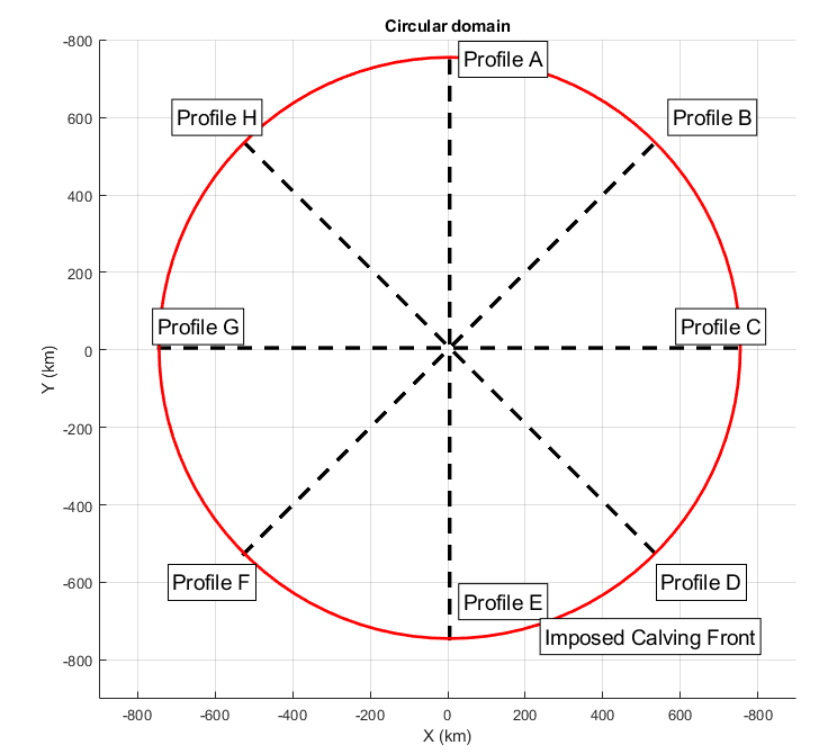 Circular domain
-800
Profile A
Profile H
Profile B
600
400
200
Profile G
Profile C
0
Y (km)
-200
-400
Profile F
Profile D
-600
Profile E
Imposed Calving Front
-800
-800 -600 -400 -200 0 200 400 600 -800
X (km)